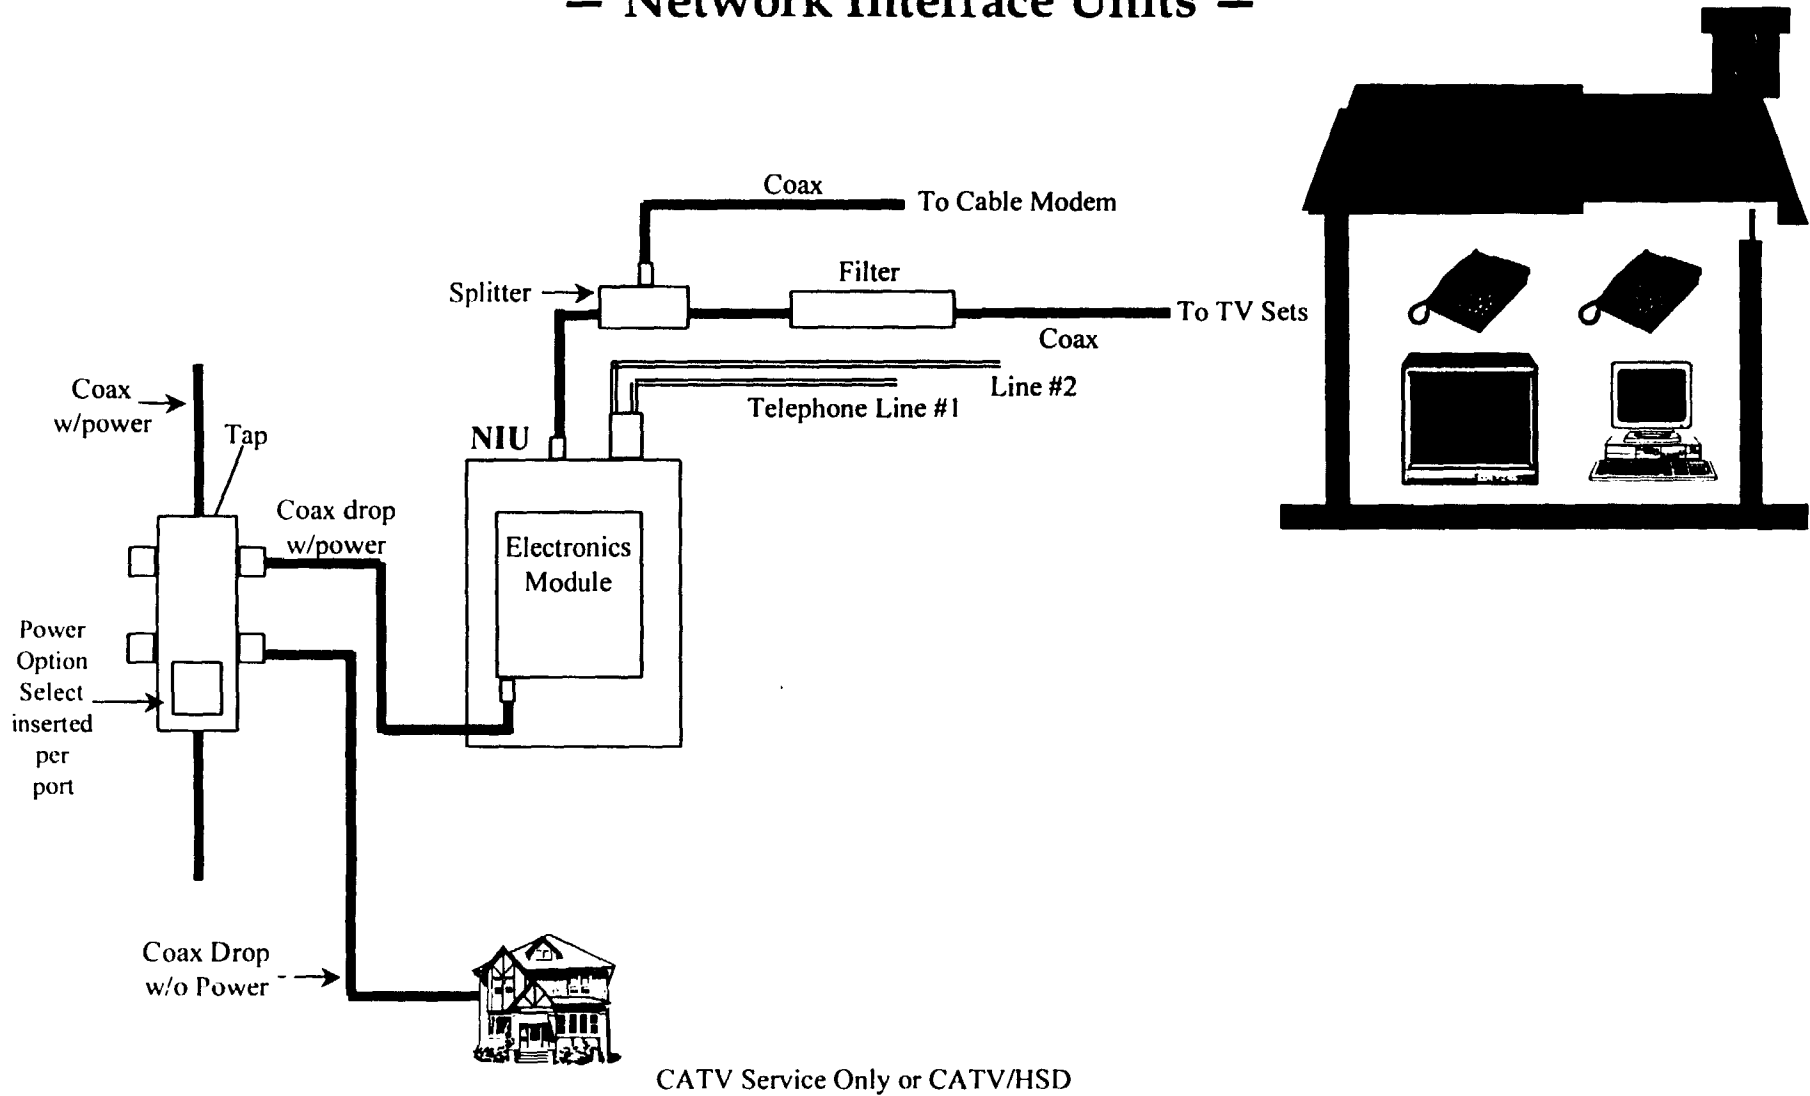 – Network Interface Units –
Coax
To Cable Modem
Filter
Splitter
To TV Sets
Coax
Line #2
Telephone Line #1
Coax
w/power
Tap
NIU
Coax drop
w/power
Electronics
Module
Power
Option
Select
inserted
per
port
Coax Drop
w/o Power
CATV Service Only or CATV/HSD